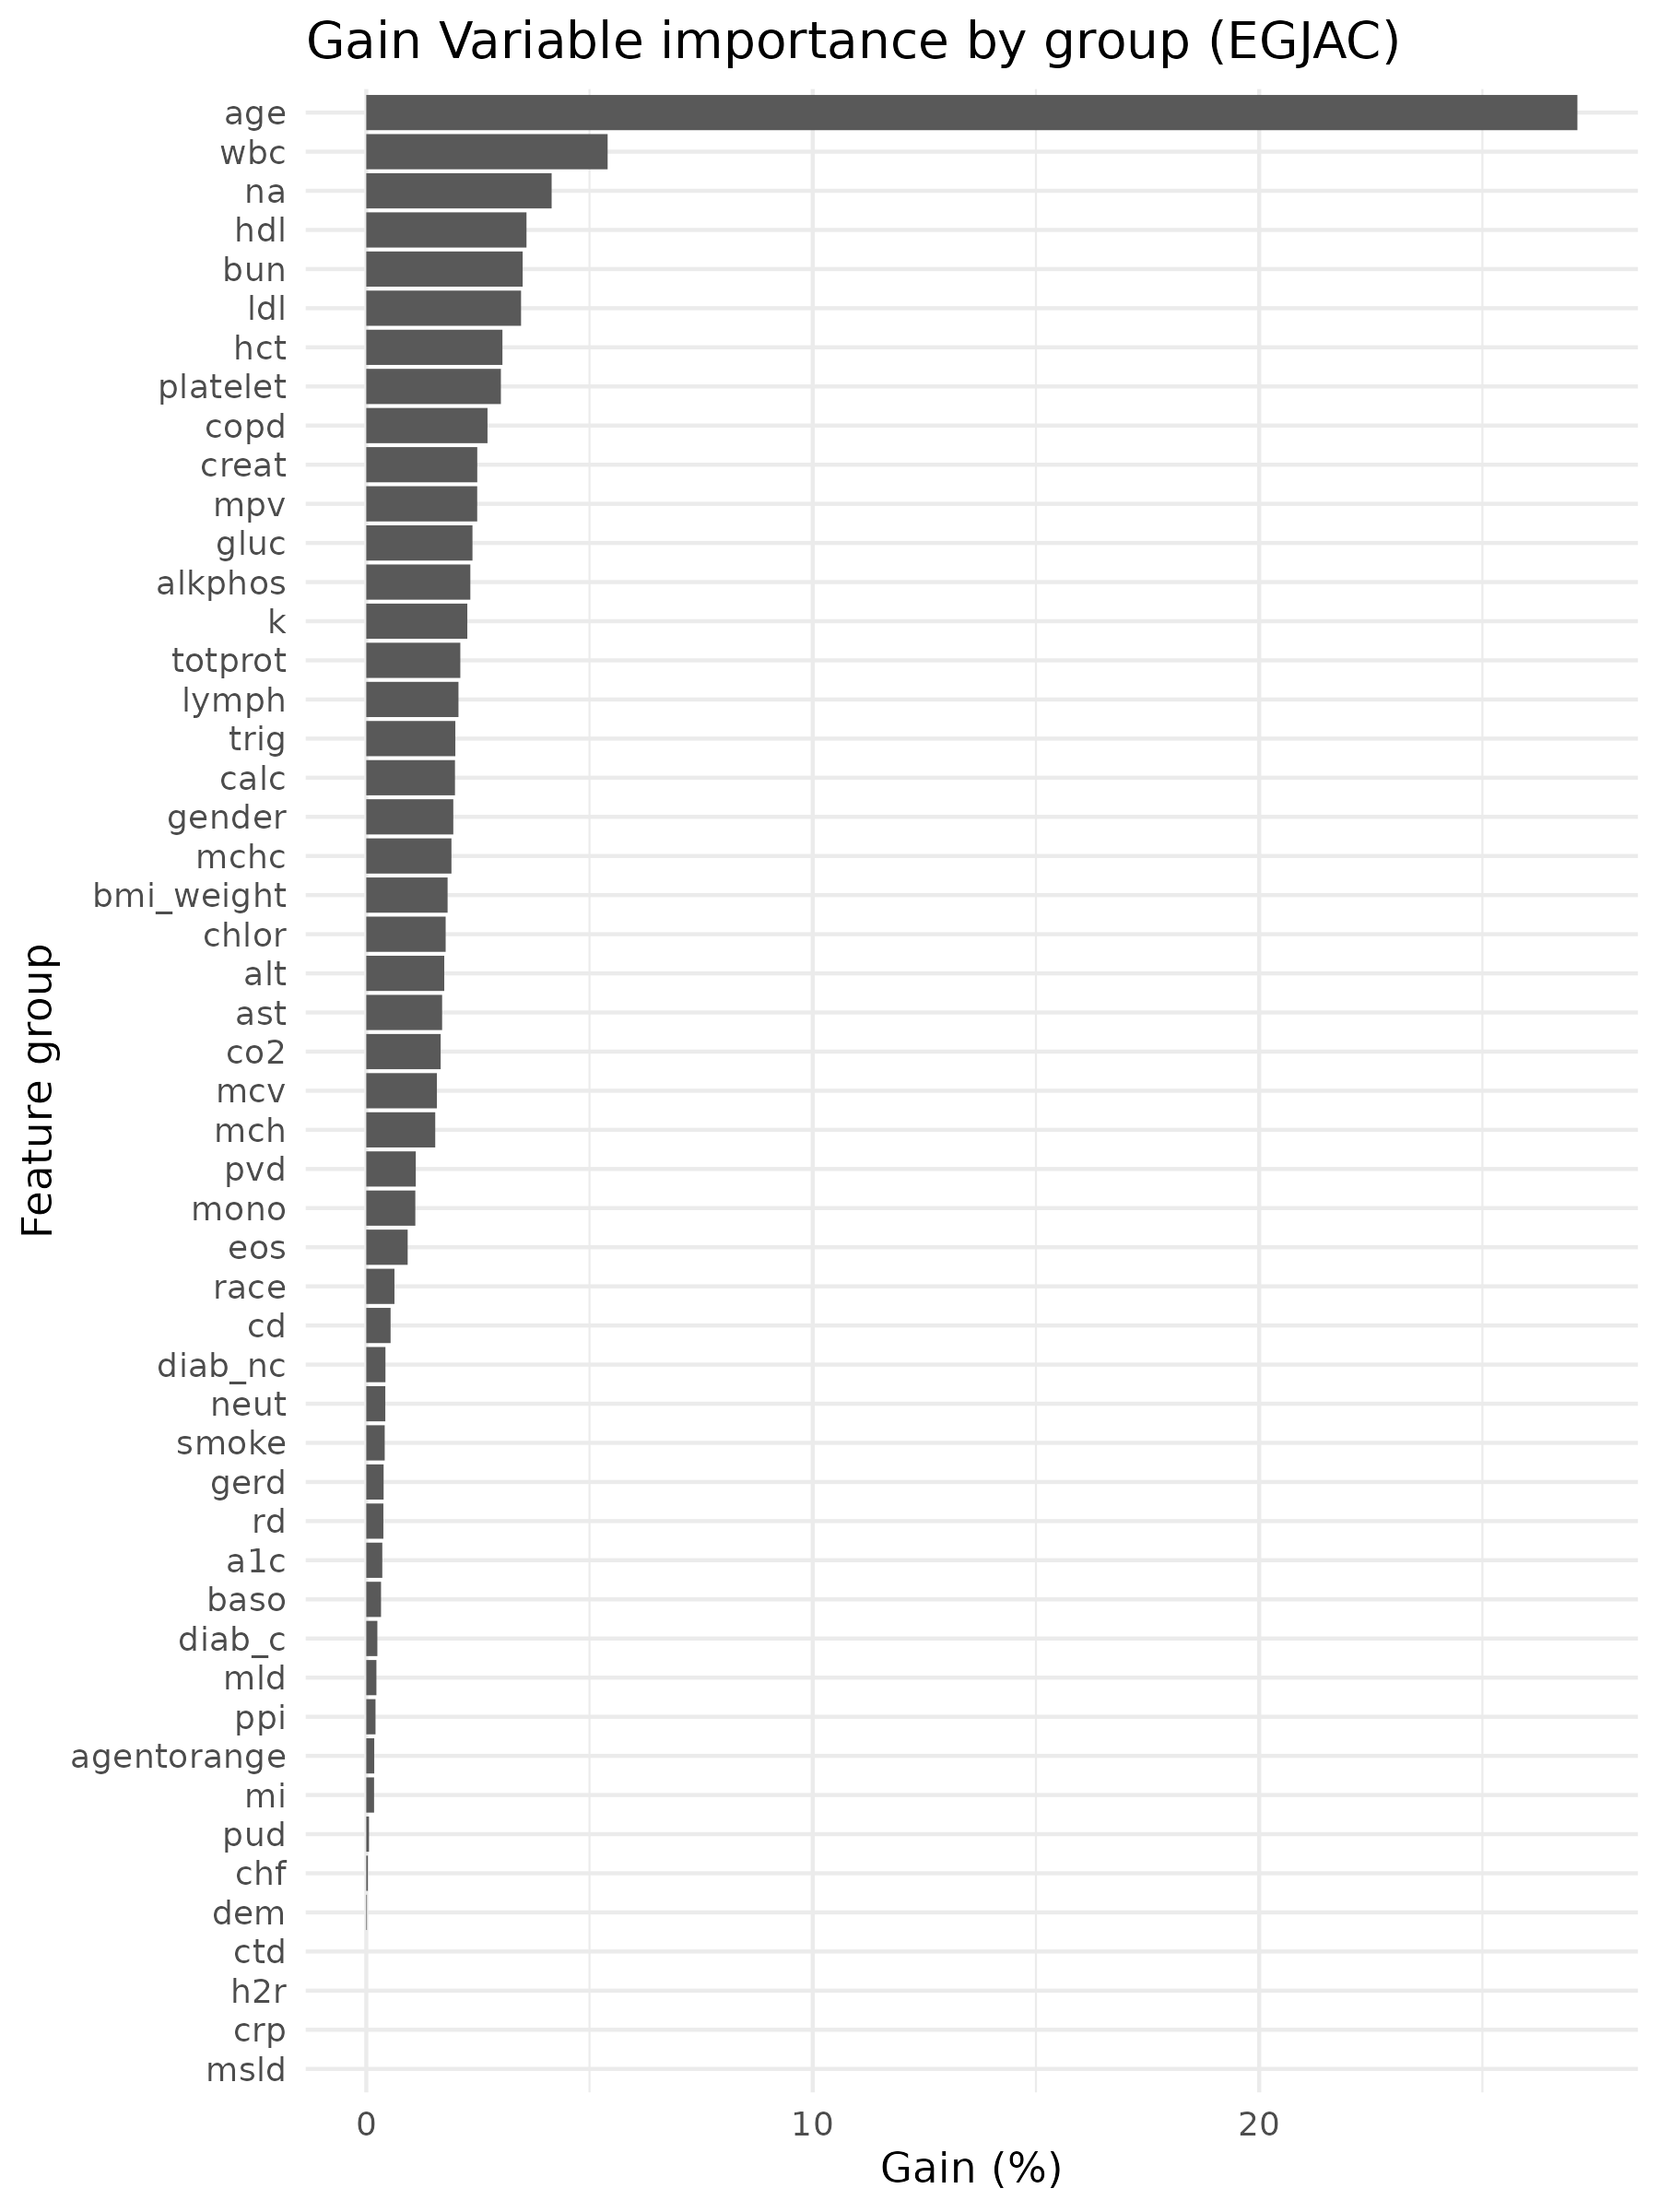 Gain Variable importance by group (EGJAC)
Feature group
age
wbc
na
hdl
bun
ldl
hct
platelet
copd
creat
mpv
gluc
alkphos
k
totprot
lymph
trig
calc
gender
mchc
bmi_weight
chlor
alt
ast
co2
mcv
mch
pvd
mono
eos
race
cd
diab_nc
neut
smoke
gerd
rd
a1c
baso
diab_c
mld
ppi
agentorange
mi
pud
chf
dem
ctd
h2r
crp
msld
0 10 20
Gain (%)